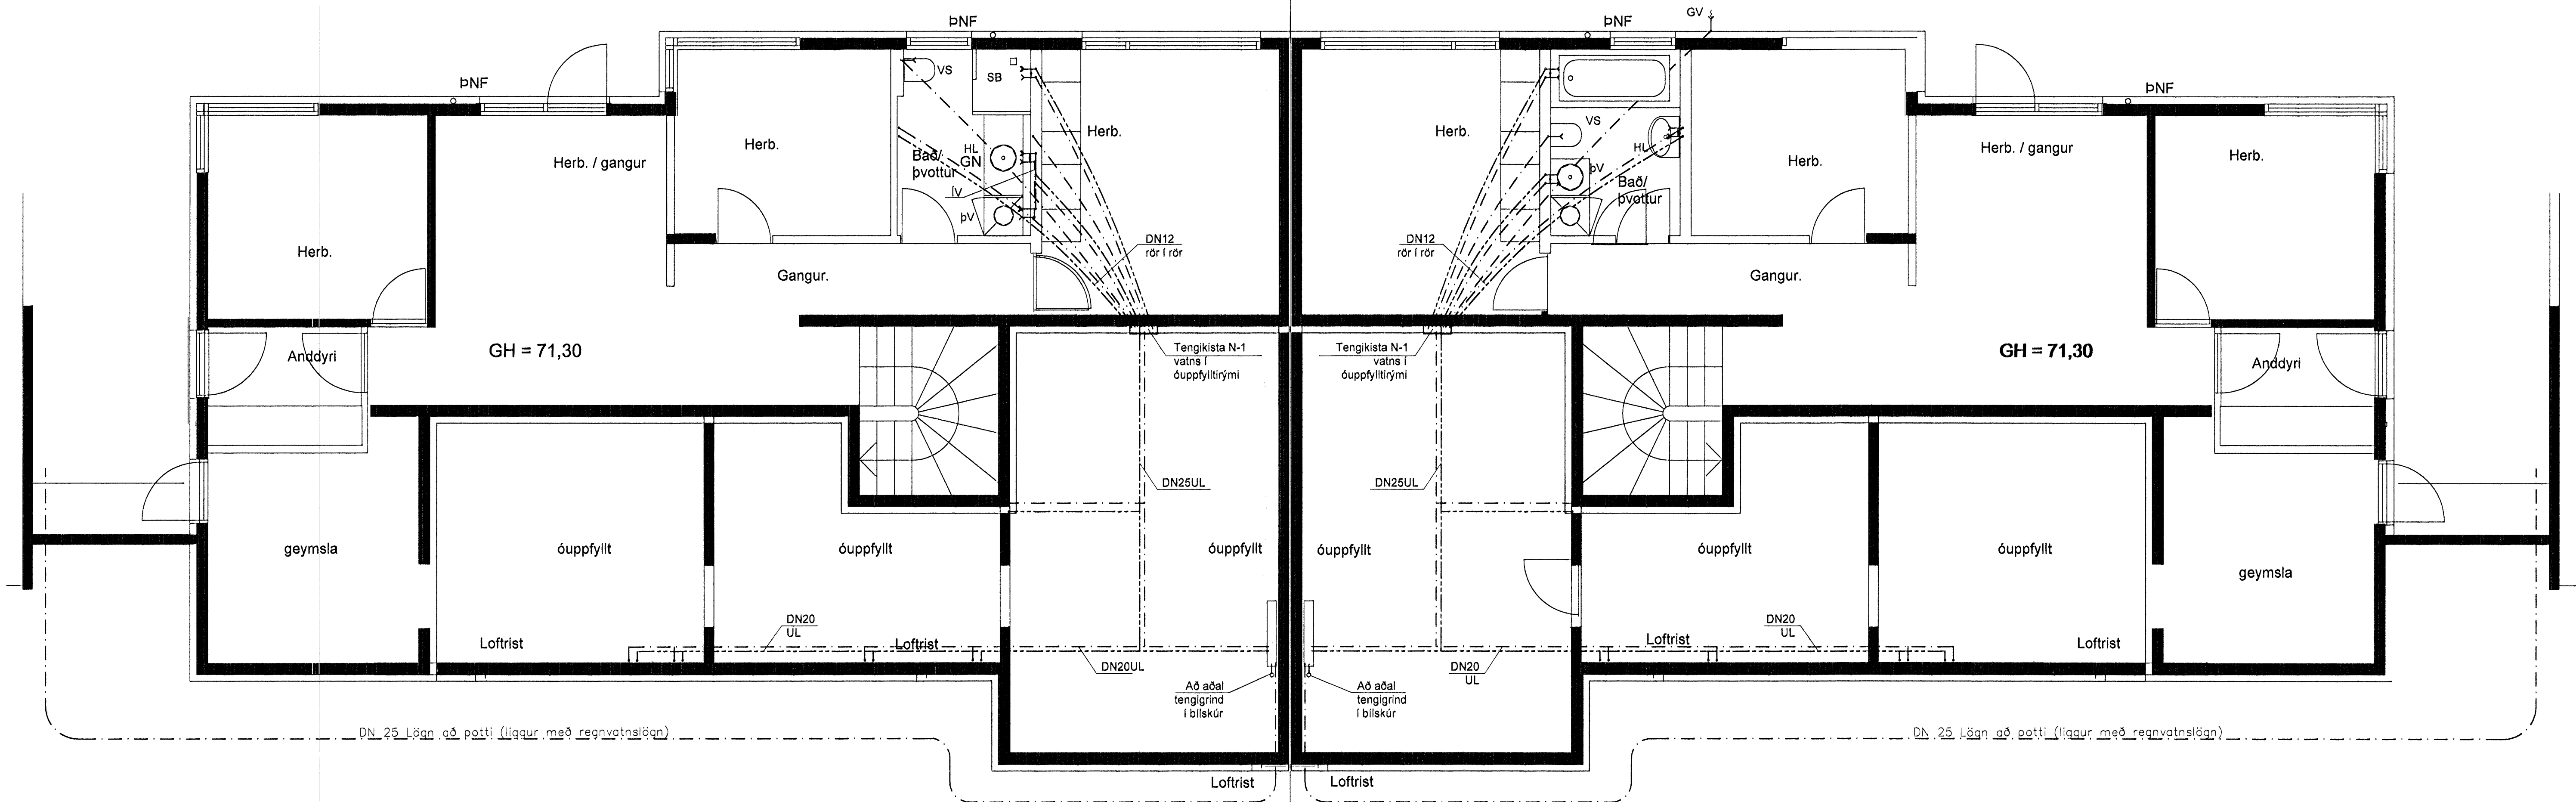 ÞNF
ÞNF
GV
ÞNF
ÞNF
VS
SB
Herb. / gangur
Herb.
Bað/
þvottur
HL
GN
ÍV
þV
Herb.
Herb.
VS
HL
þV
Bað/
þvottur
Herb.
Herb. / gangur
Herb.
Herb.
Gangur.
DN12
rör í rör
DN12
rör í rör
Gangur.
Anddyri
GH = 71,30
Tengikista N-1
vatns í
óuppfylltirými
Tengikista N-1
vatns í
óuppfylltirými
GH = 71,30
Anddyri
DN25UL
DN25UL
geymsla
óuppfyllt
óuppfyllt
óuppfyllt
óuppfyllt
óuppfyllt
óuppfyllt
geymsla
Loftrist
DN20
UL
Loftrist
DN20UL
DN20
UL
Loftrist
DN20
UL
Loftrist
Að aðal
tengigrind
í bílskúr
Að aðal
tengigrind
í bílskúr
DN 25 Lögn að potti (liggur með regnvatnslögn)
DN 25 Lögn að potti (liggur með regnvatnslögn)
Loftrist
Loftrist